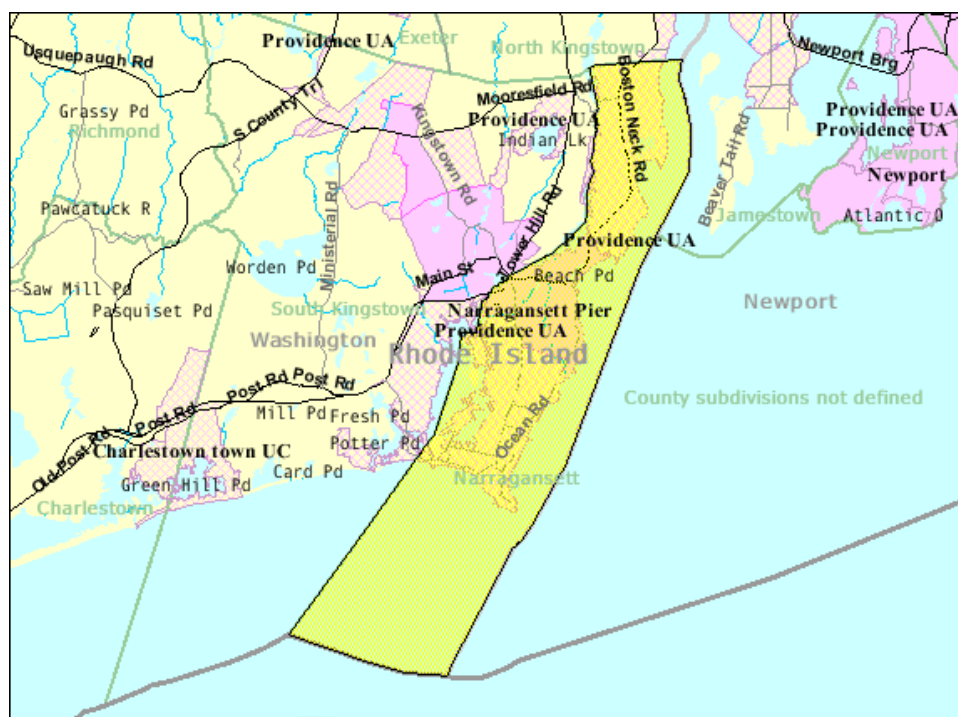 Providence UA
Exeter
North Kingstown
Newport Brg
Usquepaugh Rd
Boston Neck Rd
Mooresfield Rd
S County Trl
Grassy Pd
Richmond
Kingstown Rd
Providence UA
Indian Lk
Providence UA
Providence UA
Newport
Newport
Beaver Tail Rd
Pawcatuck R
Ministerial Rd
Tower Hill Rd
Jamestown
Atlantic O
Providence UA
Worden Pd
Main St
Beach Pd
Saw Mill Pd
Pasquiset Pd
South Kingstown
Narragansett Pier
Newport
Providence UA
Washington
Rhode Island
Post Rd
Post Rd
Post Rd
Old Post Rd
Mill Pd
Fresh Pd
Ocean Rd
County subdivisions not defined
Potter Pd
Charlestown town UC
Card Pd
Green Hill Pd
Narragansett
Charlestown